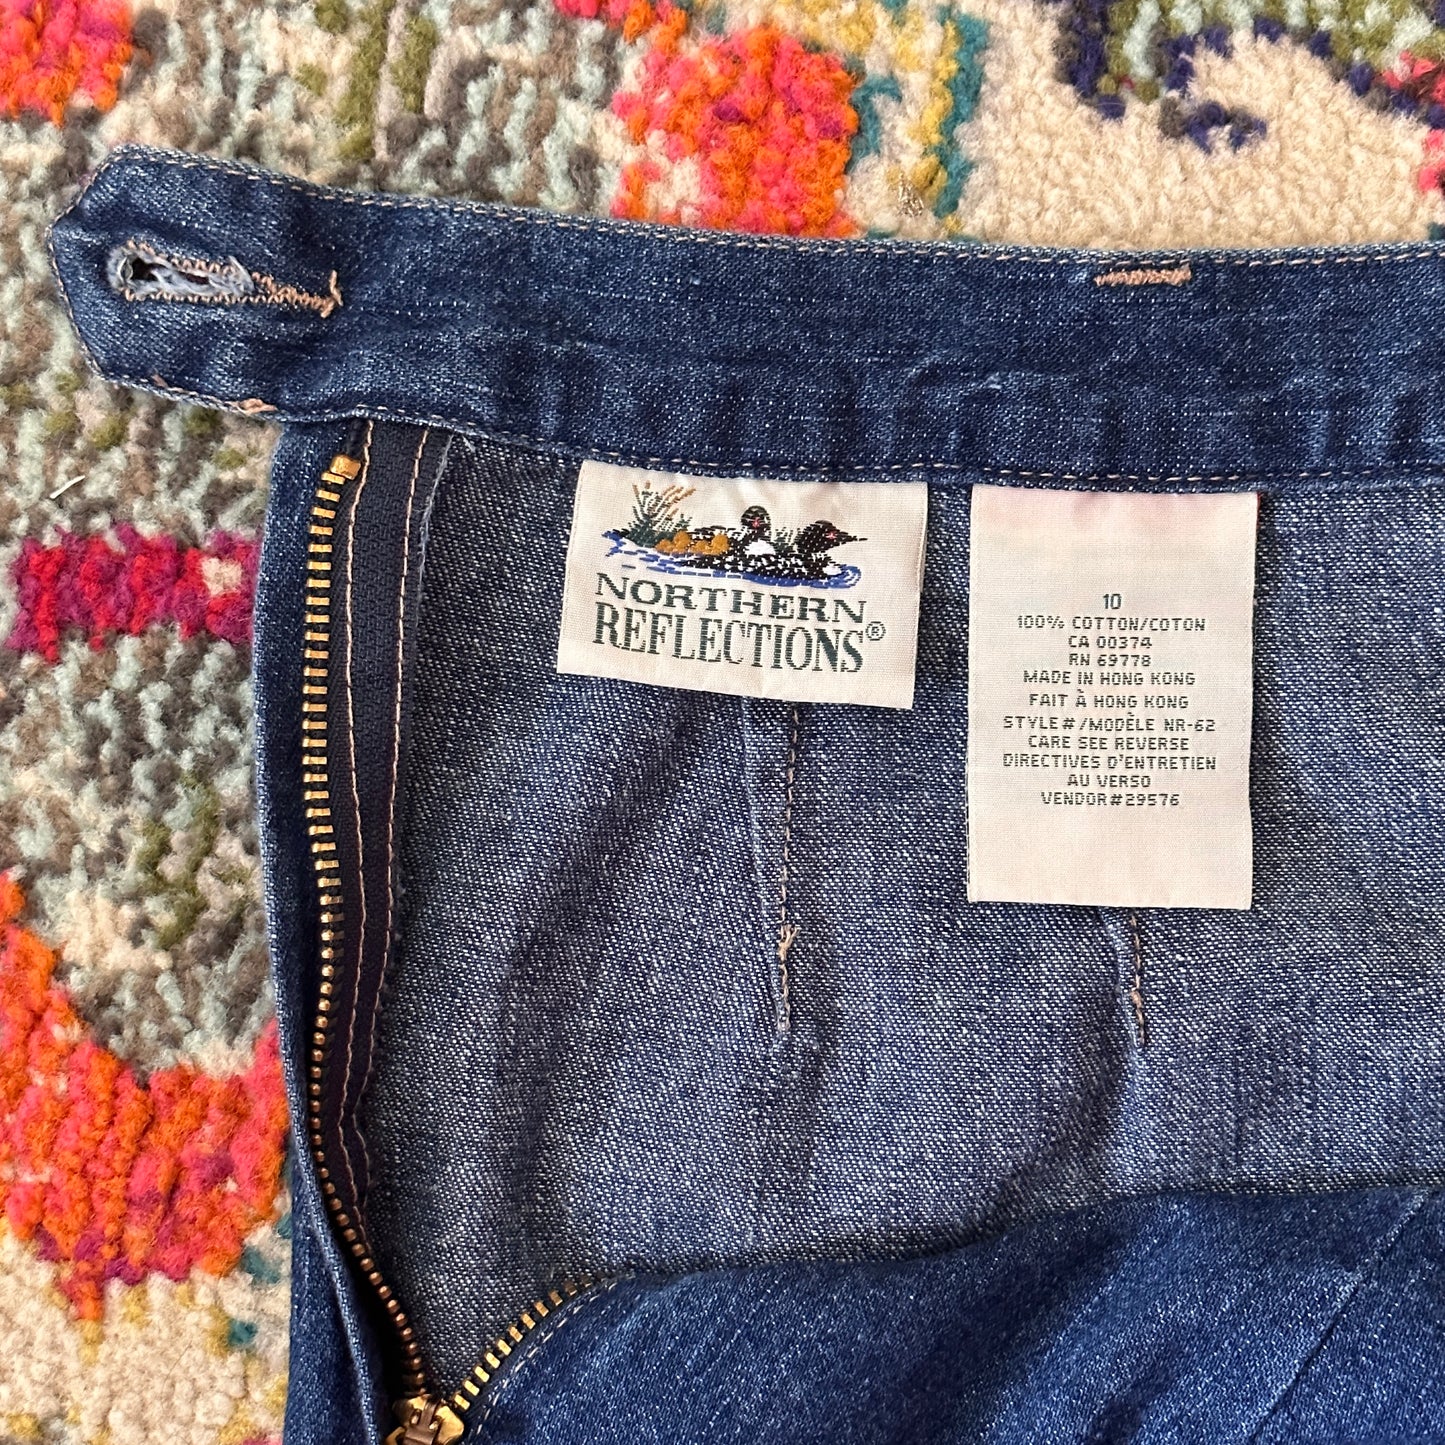 NORTHERN
REFLECTIONS®
10
100% COTTON/COTON
CA 00374
RN 69778
MADE IN HONG KONG
FAIT À HONG KONG
STYLE#/MODÈLE NR-62
CARE SEE REVERSE
DIRECTIVES D'ENTRETIEN
AU VERSO
VENDOR#29576